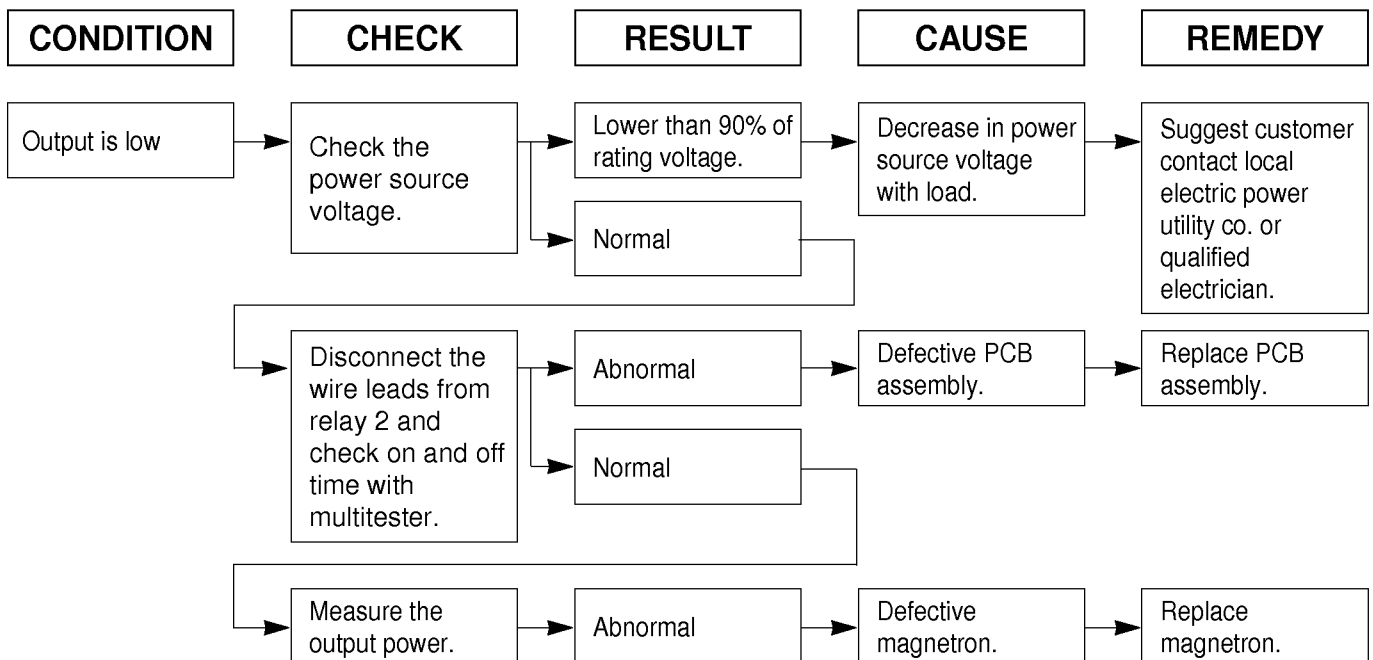 CONDITION
CHECK
RESULT
CAUSE
REMEDY
Output is low
Check the
power source
voltage.
Lower than 90% of
rating voltage.
Decrease in power
source voltage
with load.
Suggest customer
contact local
electric power
utility co. or
qualified
electrician.
Normal
Disconnect the
wire leads from
relay 2 and
check on and off
time with
multitester.
Abnormal
Defective PCB
assembly.
Replace PCB
assembly.
Normal
Measure the
output power.
Abnormal
Defective
magnetron.
Replace
magnetron.